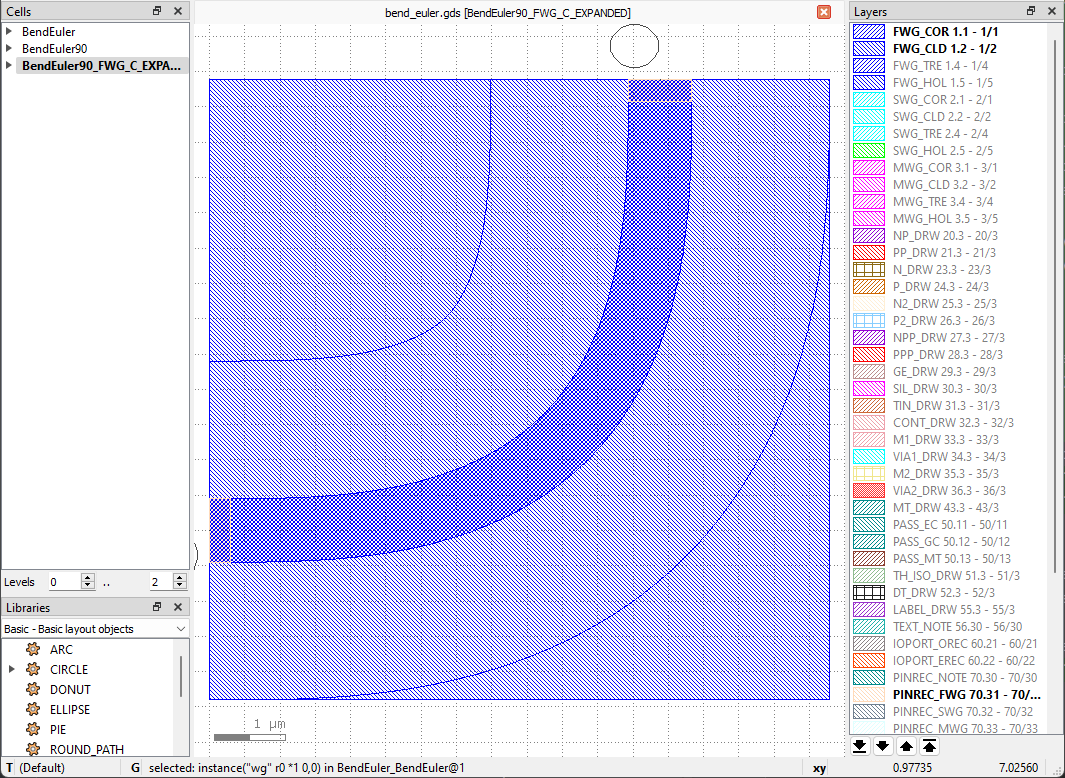 Cells
BendEuler
BendEuler90
BendEuler90_FWG_C_EXPA...
Levels 0 .. 2
Libraries
Basic - Basic layout objects
ARC
CIRCLE
DONUT
ELLIPSE
PIE
ROUND_PATH
bend_euler.gds [BendEuler90_FWG_C_EXPANDED]
1 μm
Layers
FWG_COR 1.1 - 1/1
FWG_CLD 1.2 - 1/2
FWG_TRE 1.4 - 1/4
FWG_HOL 1.5 - 1/5
SWG_COR 2.1 - 2/1
SWG_CLD 2.2 - 2/2
SWG_TRE 2.4 - 2/4
SWG_HOL 2.5 - 2/5
MWG_COR 3.1 - 3/1
MWG_CLD 3.2 - 3/2
MWG_TRE 3.4 - 3/4
MWG_HOL 3.5 - 3/5
NP_DRW 20.3 - 20/3
PP_DRW 21.3 - 21/3
N_DRW 23.3 - 23/3
P_DRW 24.3 - 24/3
N2_DRW 25.3 - 25/3
P2_DRW 26.3 - 26/3
NPP_DRW 27.3 - 27/3
PPP_DRW 28.3 - 28/3
GE_DRW 29.3 - 29/3
SIL_DRW 30.3 - 30/3
TIN_DRW 31.3 - 31/3
CONT_DRW 32.3 - 32/3
M1_DRW 33.3 - 33/3
VIA1_DRW 34.3 - 34/3
M2_DRW 35.3 - 35/3
VIA2_DRW 36.3 - 36/3
MT_DRW 43.3 - 43/3
PASS_EC 50.11 - 50/11
PASS_GC 50.12 - 50/12
PASS_MT 50.13 - 50/13
TH_ISO_DRW 51.3 - 51/3
DT_DRW 52.3 - 52/3
LABEL_DRW 55.3 - 55/3
TEXT_NOTE 56.30 - 56/30
IOPORT_OREC 60.21 - 60/21
IOPORT_EREC 60.22 - 60/22
PINREC_NOTE 70.30 - 70/30
PINREC_FWG 70.31 - 70/...
PINREC_SWG 70.32 - 70/32
PINREC_MWG 70.33 - 70/33
T (Default) G selected: instance("wg" r0 *1 0,0) in BendEuler_BendEuler@1 xy 0.97735 7.02560